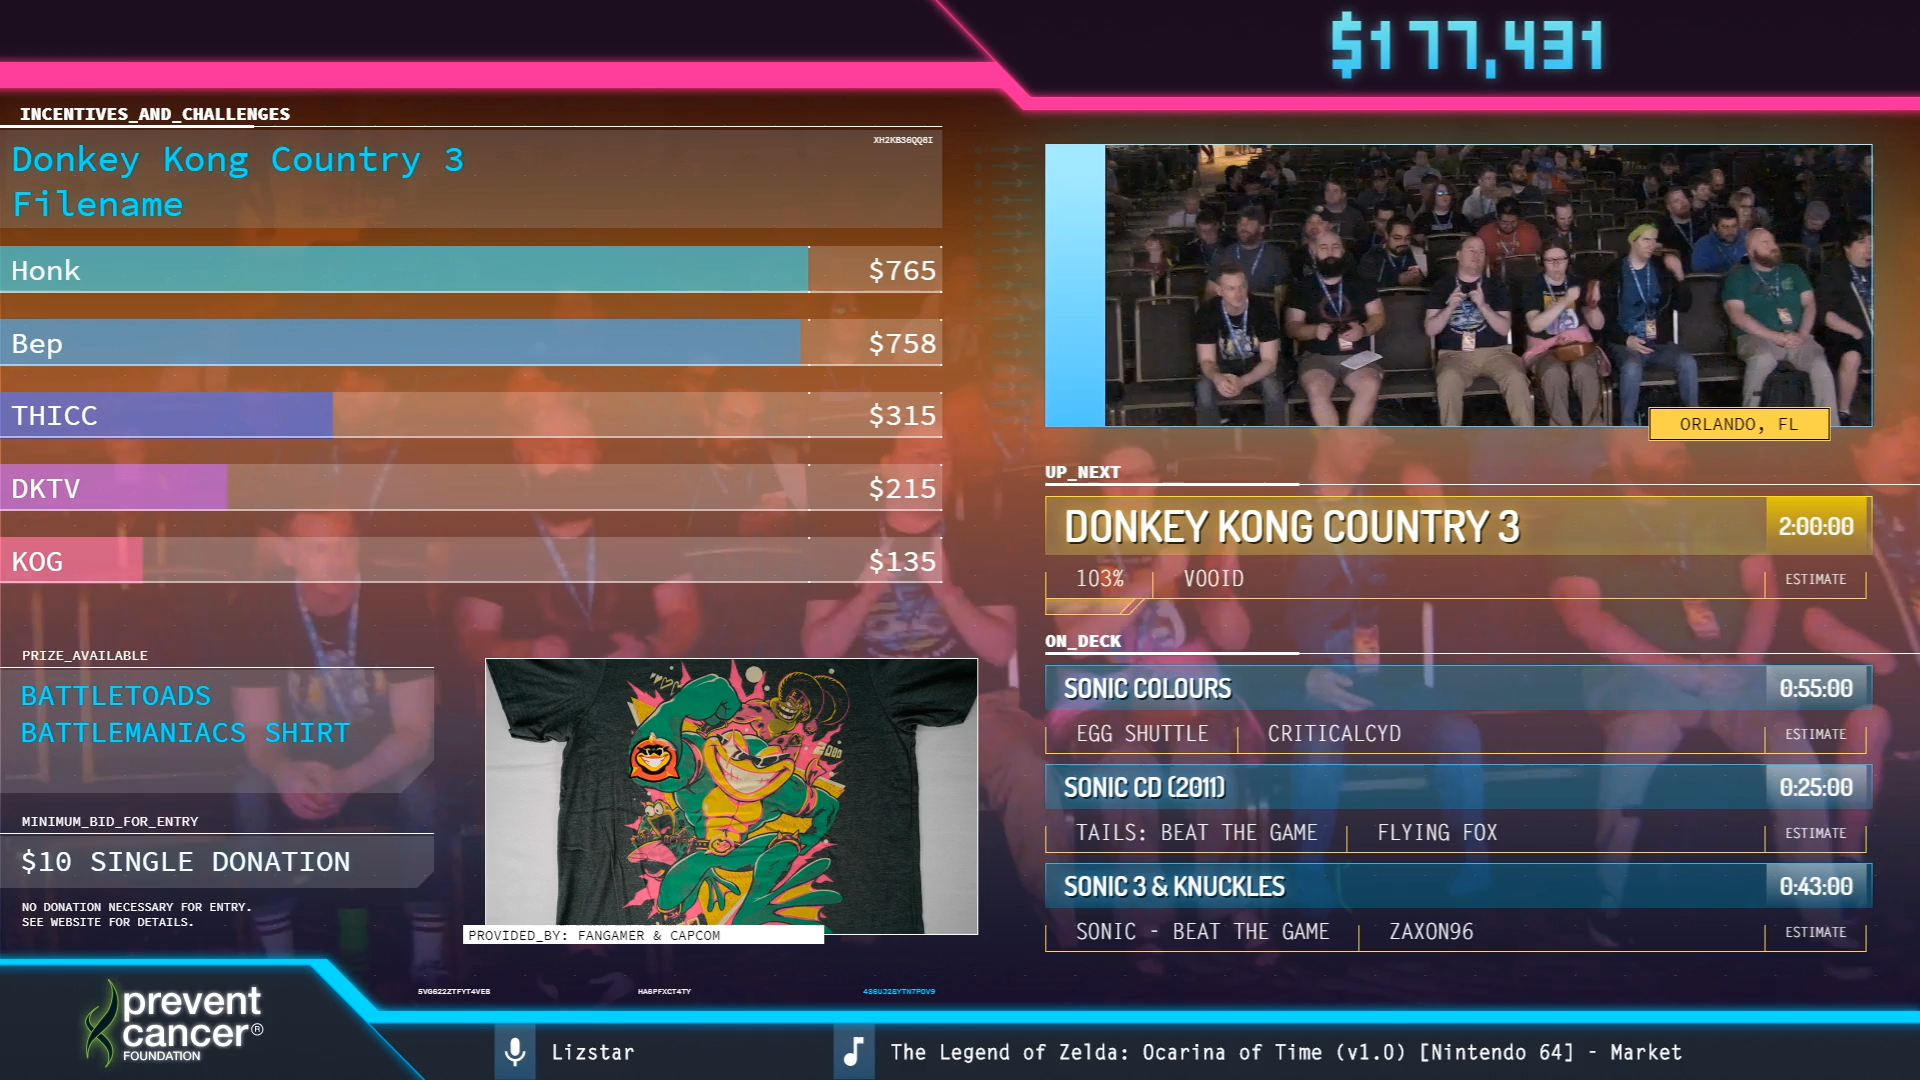 $177,431
INCENTIVES_AND_CHALLENGES
XH2KB36QQ8I
Donkey Kong Country 3
Filename
Honk $765
Bep $758
THICC $315
DKTV $215
KOG $135
PRIZE_AVAILABLE
BATTLETOADS
BATTLEMANIACS SHIRT
MINIMUM_BID_FOR_ENTRY
$10 SINGLE DONATION
NO DONATION NECESSARY FOR ENTRY.
SEE WEBSITE FOR DETAILS.
PROVIDED_BY: FANGAMER & CAPCOM
ORLANDO, FL
UP_NEXT
DONKEY KONG COUNTRY 3 2:00:00
103% VOOID ESTIMATE
ON_DECK
SONIC COLOURS 0:55:00
EGG SHUTTLE CRITICALCYD ESTIMATE
SONIC CD (2011) 0:25:00
TAILS: BEAT THE GAME FLYING FOX ESTIMATE
SONIC 3 & KNUCKLES 0:43:00
SONIC - BEAT THE GAME ZAXON96 ESTIMATE
5VG622ZTFYT4VEB HA6PFXCT4TY
prevent
cancer®
FOUNDATION
Lizstar
The Legend of Zelda: Ocarina of Time (v1.0) [Nintendo 64] - Market